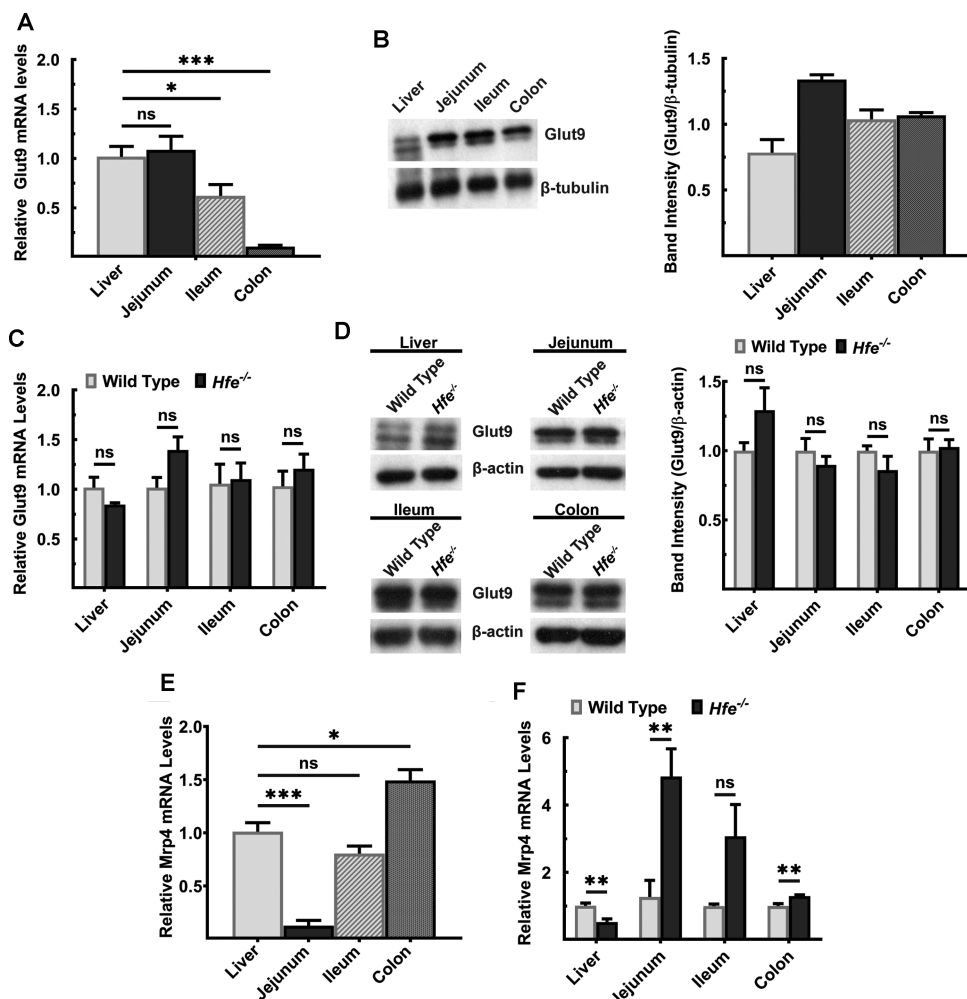 A
Relative Glut9 mRNA levels
2.0
1.5
1.0
0.5
***
*
ns
Liver
Jejunum
Ileum
Colon
B
Liver
Jejunum
Ileum
Colon
Glut9
β-tubulin
Band Intensity (Glut9/β-tubulin)
1.5
1.0
0.5
Liver
Jejunum
Ileum
Colon
C
Wild Type
Hfe-/-
Relative Glut9 mRNA Levels
2.0
1.5
1.0
0.5
ns
ns
ns
ns
Liver
Jejunum
Ileum
Colon
D
Liver
Wild Type
Hfe-/-
Glut9
β-actin
Jejunum
Wild Type
Hfe-/-
Ileum
Wild Type
Hfe-/-
Glut9
β-actin
Colon
Wild Type
Hfe-/-
Wild Type
Hfe-/-
Band Intensity (Glut9/β-actin)
1.5
1.0
0.5
ns
ns
ns
ns
Liver
Jejunum
Ileum
Colon
E
Relative Mrp4 mRNA Levels
2.0
1.5
1.0
0.5
*
ns
***
Liver
Jejunum
Ileum
Colon
F
Wild Type
Hfe-/-
Relative Mrp4 mRNA Levels
6
4
2
**
**
ns
**
Liver
Jejunum
Ileum
Colon